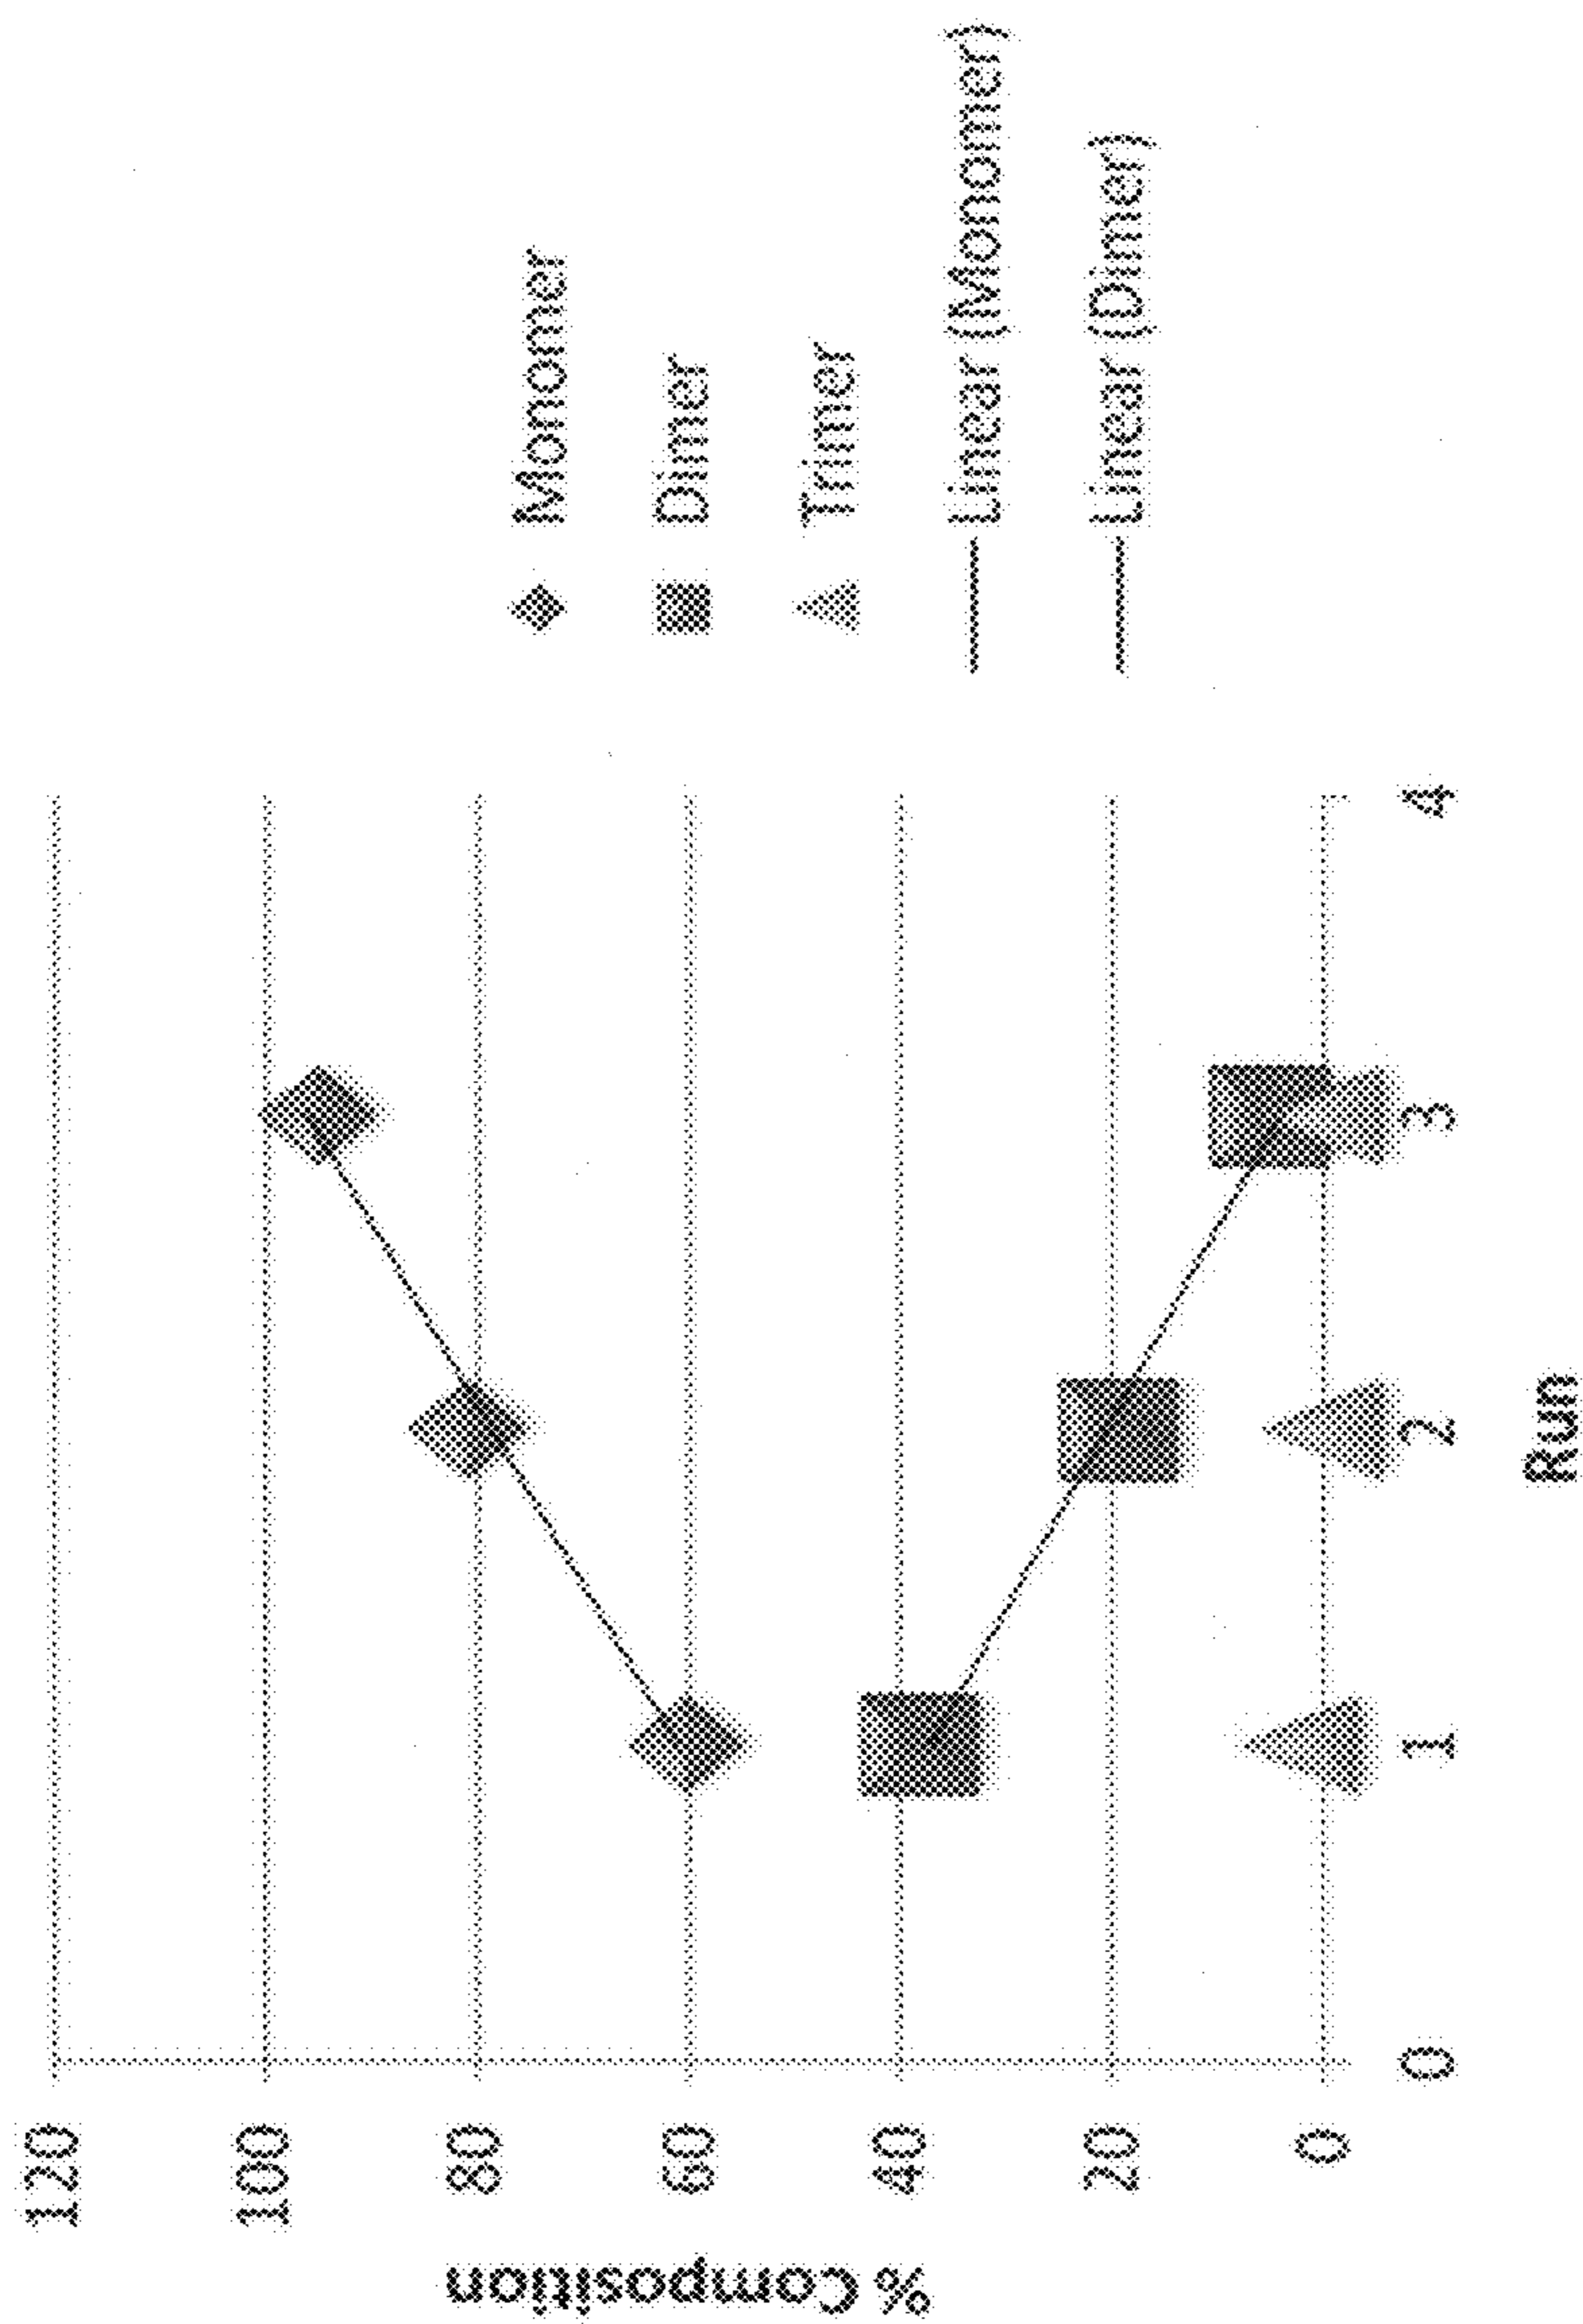 % Composition
120
100
80
60
40
20
0
0
1
2
3
4
Run
Monomer
Dimer
Trimer
Linear (Monomer)
Linear (Dimer)